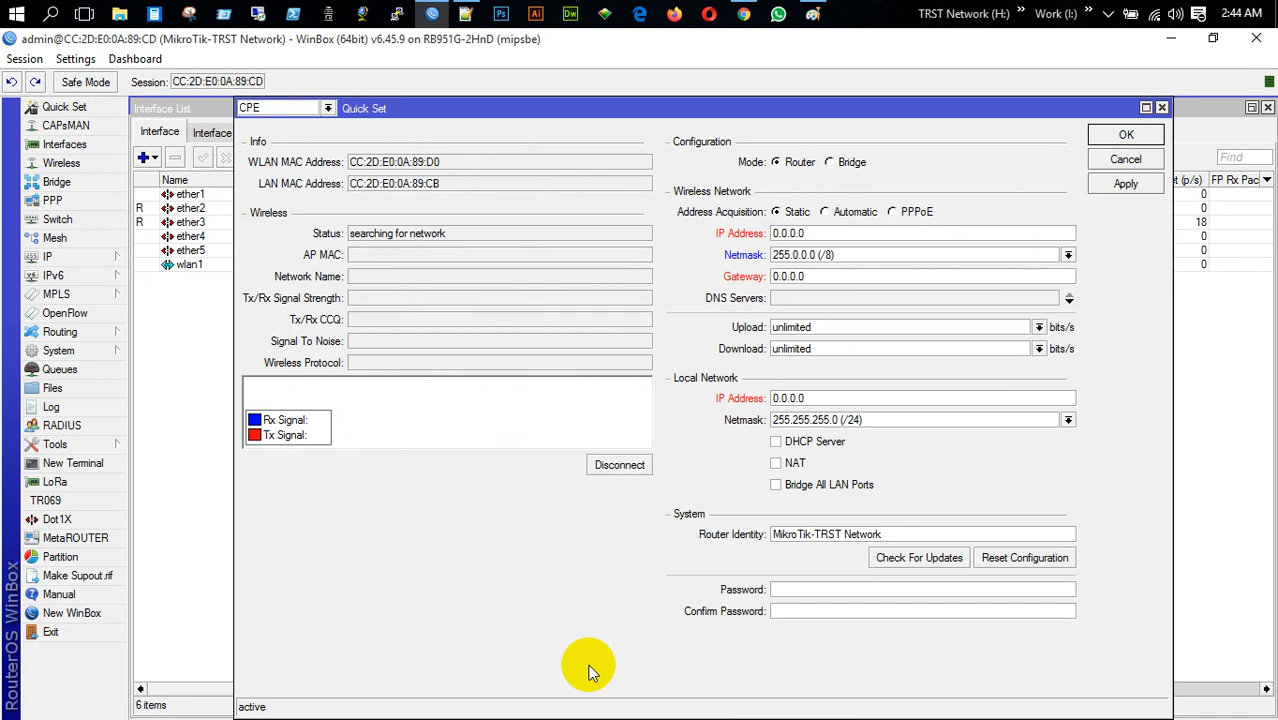 TRST Network (H:)
Work (I:)
2:44 AM
admin@CC:2D:E0:0A:89:CD (MikroTik-TRST Network) - WinBox (64bit) v6.45.9 on RB951G-2HnD (mipsbe)
Session Settings Dashboard
Safe Mode Session: CC:2D:E0:0A:89:CD
Quick Set
CAPsMAN
Interfaces
Wireless
Bridge
PPP
Switch
Mesh
IP
IPv6
MPLS
OpenFlow
Routing
System
Queues
Files
Log
RADIUS
Tools
New Terminal
LoRa
TR069
Dot1X
MetaROUTER
Partition
Make Supout.rif
Manual
New WinBox
Exit
RouterOS WinBox
Interface List
Interface Interface
Name
ether1
R ether2
R ether3
ether4
ether5
wlan1
6 items
CPE Quick Set
Info
WLAN MAC Address: CC:2D:E0:0A:89:D0
LAN MAC Address: CC:2D:E0:0A:89:CB
Wireless
Status: searching for network
AP MAC:
Network Name:
Tx/Rx Signal Strength:
Tx/Rx CCQ:
Signal To Noise:
Wireless Protocol:
Rx Signal:
Tx Signal:
Disconnect
Configuration
Mode: Router Bridge
Wireless Network
Address Acquisition: Static Automatic PPPoE
IP Address: 0.0.0.0
Netmask: 255.0.0.0 (/8)
Gateway: 0.0.0.0
DNS Servers:
Upload: unlimited bits/s
Download: unlimited bits/s
Local Network
IP Address: 0.0.0.0
Netmask: 255.255.255.0 (/24)
DHCP Server
NAT
Bridge All LAN Ports
System
Router Identity: MikroTik-TRST Network
Check For Updates Reset Configuration
Password:
Confirm Password:
active
OK
Cancel
Apply
Find
(p/s) FP Rx Pac
0
0
18
0
0
0